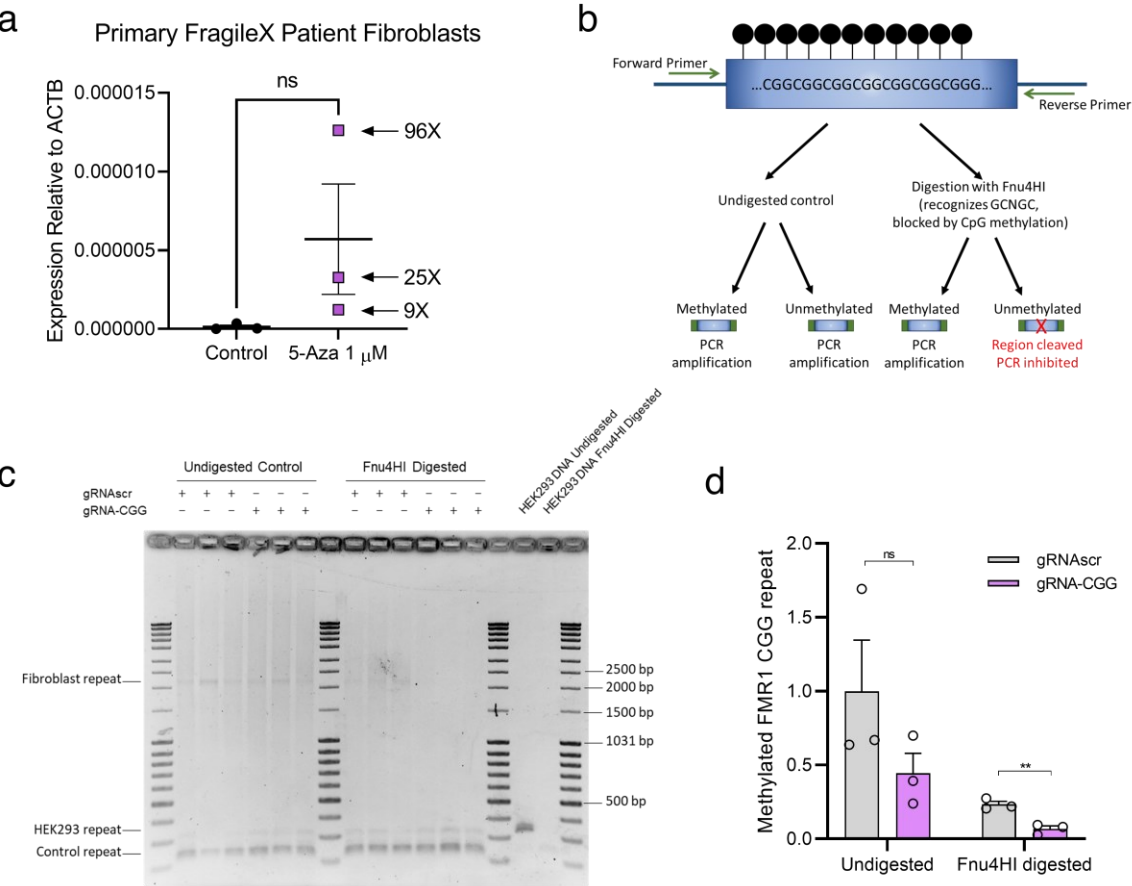 a
Primary FragileX Patient Fibroblasts
ns
Expression Relative to ACTB
0.000015
0.000010
0.000005
0.000000
96X
25X
9X
Control
5-Aza 1 μM
b
Forward Primer
...CGGCGGCGGCGGCGGCGGCGGG...
Reverse Primer
Undigested control
Digestion with Fnu4HI
(recognizes GCNGC,
blocked by CpG methylation)
Methylated
PCR
amplification
Unmethylated
PCR
amplification
Methylated
PCR
amplification
Unmethylated
X
Region cleaved
PCR inhibited
c
Undigested Control
Fnu4HI Digested
HEK293 DNA Undigested
HEK293 DNA Fnu4HI Digested
gRNAscr + + + – – – + + + – – –
gRNA-CGG – – – + + + – – – + + +
Fibroblast repeat
HEK293 repeat
Control repeat
2500 bp
2000 bp
1500 bp
1031 bp
500 bp
d
Methylated FMR1 CGG repeat
2.0
1.5
1.0
0.5
0.0
ns
**
gRNAscr
gRNA-CGG
Undigested
Fnu4HI digested